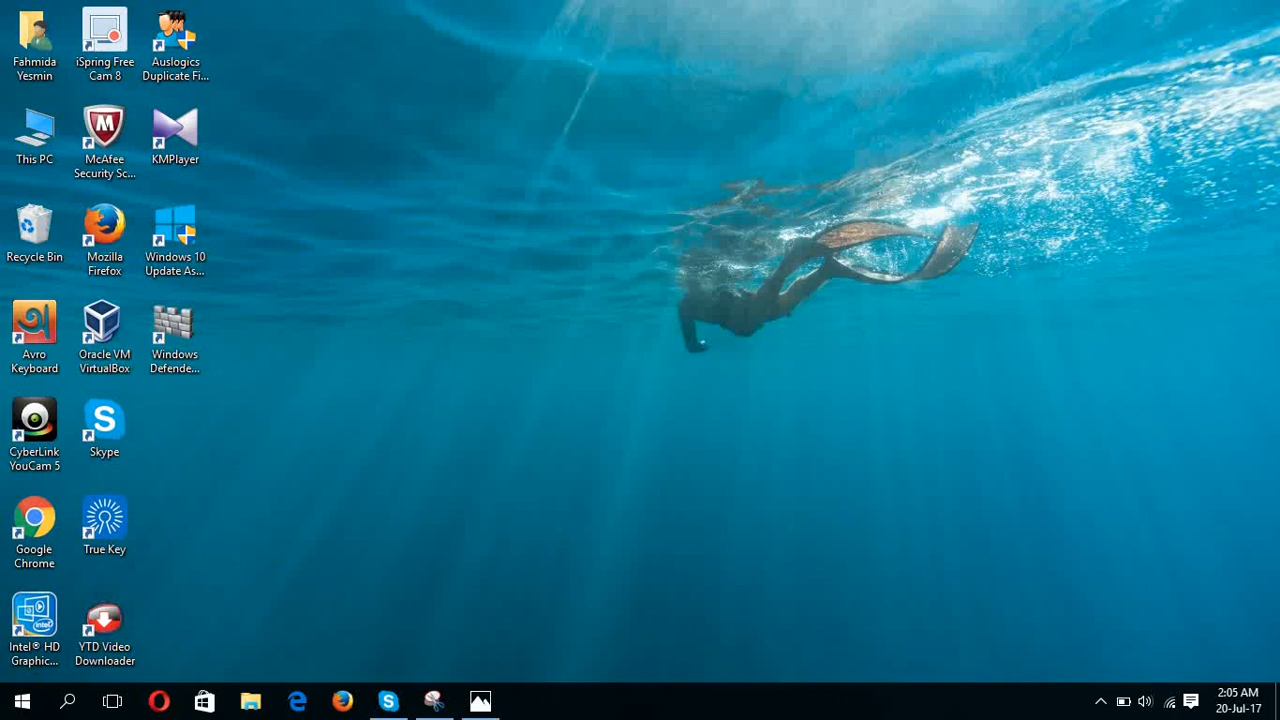 Fahmida
Yesmin
iSpring Free
Cam 8
Auslogics
Duplicate Fi...
This PC
McAfee
Security Sc...
KMPlayer
Recycle Bin
Mozilla
Firefox
Windows 10
Update As...
Avro
Keyboard
Oracle VM
VirtualBox
Windows
Defende...
CyberLink
YouCam 5
Skype
Google
Chrome
True Key
intel
Intel® HD
Graphic...
YTD Video
Downloader
2:05 AM
20-Jul-17